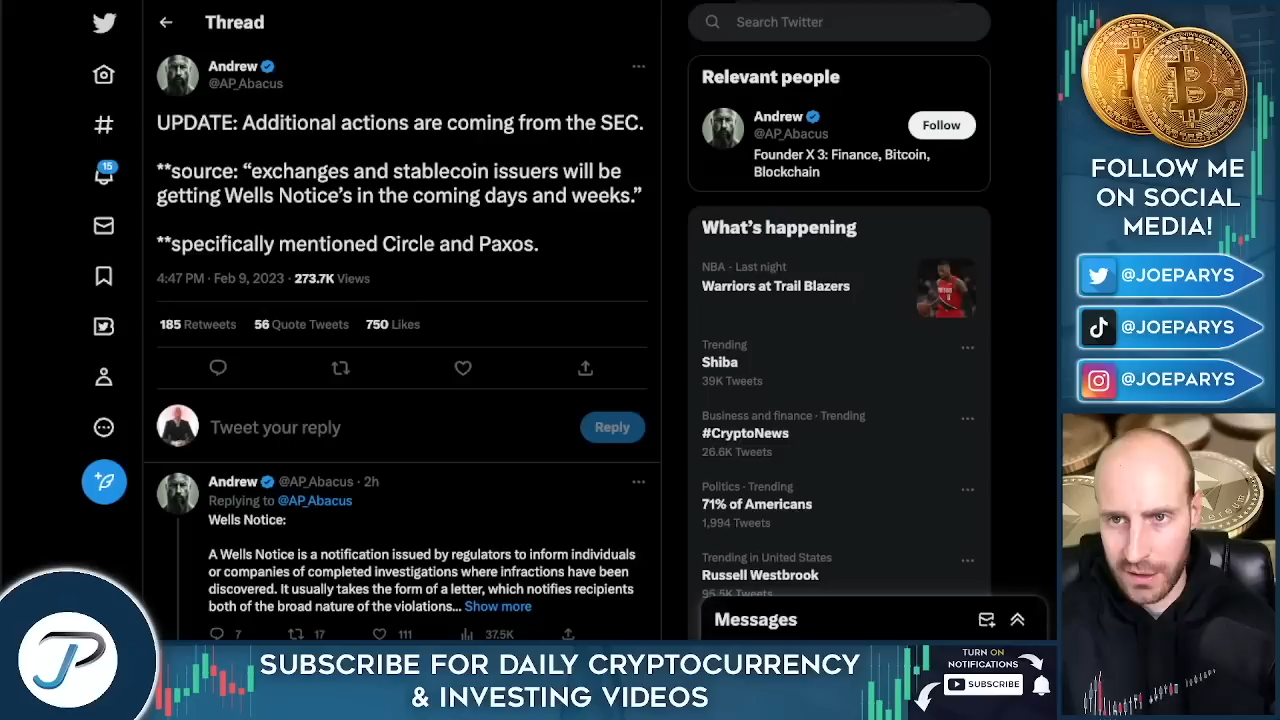 Thread
Andrew
@AP_Abacus
UPDATE: Additional actions are coming from the SEC.
**source: “exchanges and stablecoin issuers will be
getting Wells Notice’s in the coming days and weeks.”
**specifically mentioned Circle and Paxos.
4:47 PM · Feb 9, 2023 · 273.7K Views
185 Retweets 56 Quote Tweets 750 Likes
Tweet your reply
Reply
Andrew @AP_Abacus · 2h
Replying to @AP_Abacus
Wells Notice:
A Wells Notice is a notification issued by regulators to inform individuals
or companies of completed investigations where infractions have been
discovered. It usually takes the form of a letter, which notifies recipients
both of the broad nature of the violations... Show more
7 17 111 37.5K
15
Search Twitter
Relevant people
Andrew
@AP_Abacus
Follow
Founder X 3: Finance, Bitcoin,
Blockchain
What’s happening
NBA · Last night
Warriors at Trail Blazers
Trending
Shiba
39K Tweets
Business and finance · Trending
#CryptoNews
26.6K Tweets
Politics · Trending
71% of Americans
1,994 Tweets
Trending in United States
Russell Westbrook
95.5K Tweets
Messages
FOLLOW ME
ON SOCIAL
MEDIA!
@JOEPARYS
@JOEPARYS
@JOEPARYS
JP
SUBSCRIBE FOR DAILY CRYPTOCURRENCY
& INVESTING VIDEOS
TURN ON
NOTIFICATIONS
SUBSCRIBE